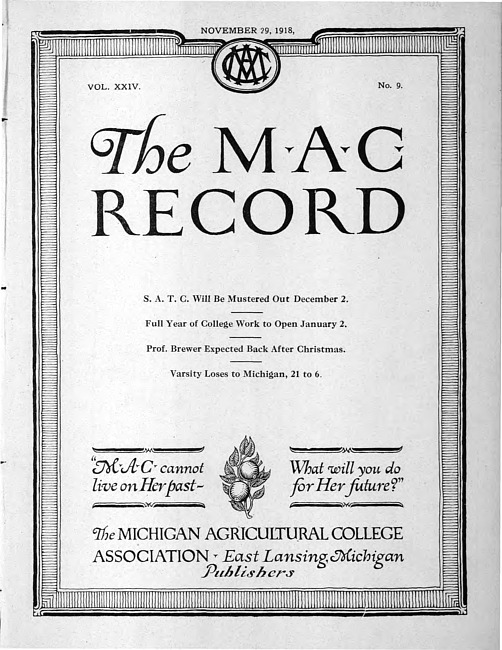 NOVEMBER 29, 1918,
MAC
VOL. XXIV. No. 9.
The M·A·C
RECORD
S. A. T. C. Will Be Mustered Out December 2.
Full Year of College Work to Open January 2.
Prof. Brewer Expected Back After Christmas.
Varsity Loses to Michigan, 21 to 6.
"M·A·C· cannot
live on Her past~
What will you do
for Her future?"
The MICHIGAN AGRICULTURAL COLLEGE
ASSOCIATION · East Lansing, Michigan
Publishers